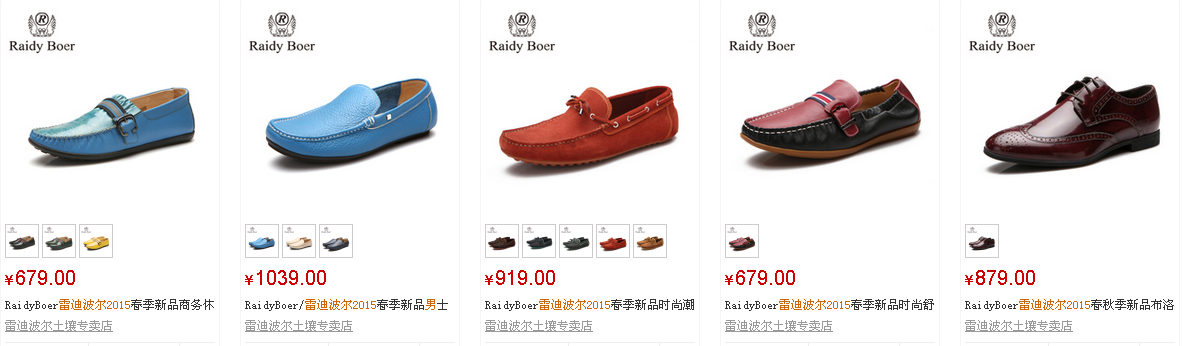 Raidy Boer
¥679.00
RaidyBoer雷迪波尔2015春季新品商务休
雷迪波尔土壤专卖店
Raidy Boer
¥1039.00
RaidyBoer/雷迪波尔2015春季新品男士
雷迪波尔土壤专卖店
Raidy Boer
¥919.00
RaidyBoer雷迪波尔2015春季新品时尚潮
雷迪波尔土壤专卖店
Raidy Boer
¥679.00
RaidyBoer雷迪波尔2015春季新品时尚舒
雷迪波尔土壤专卖店
Raidy Boer
¥879.00
RaidyBoer雷迪波尔2015春秋季新品布洛
雷迪波尔土壤专卖店